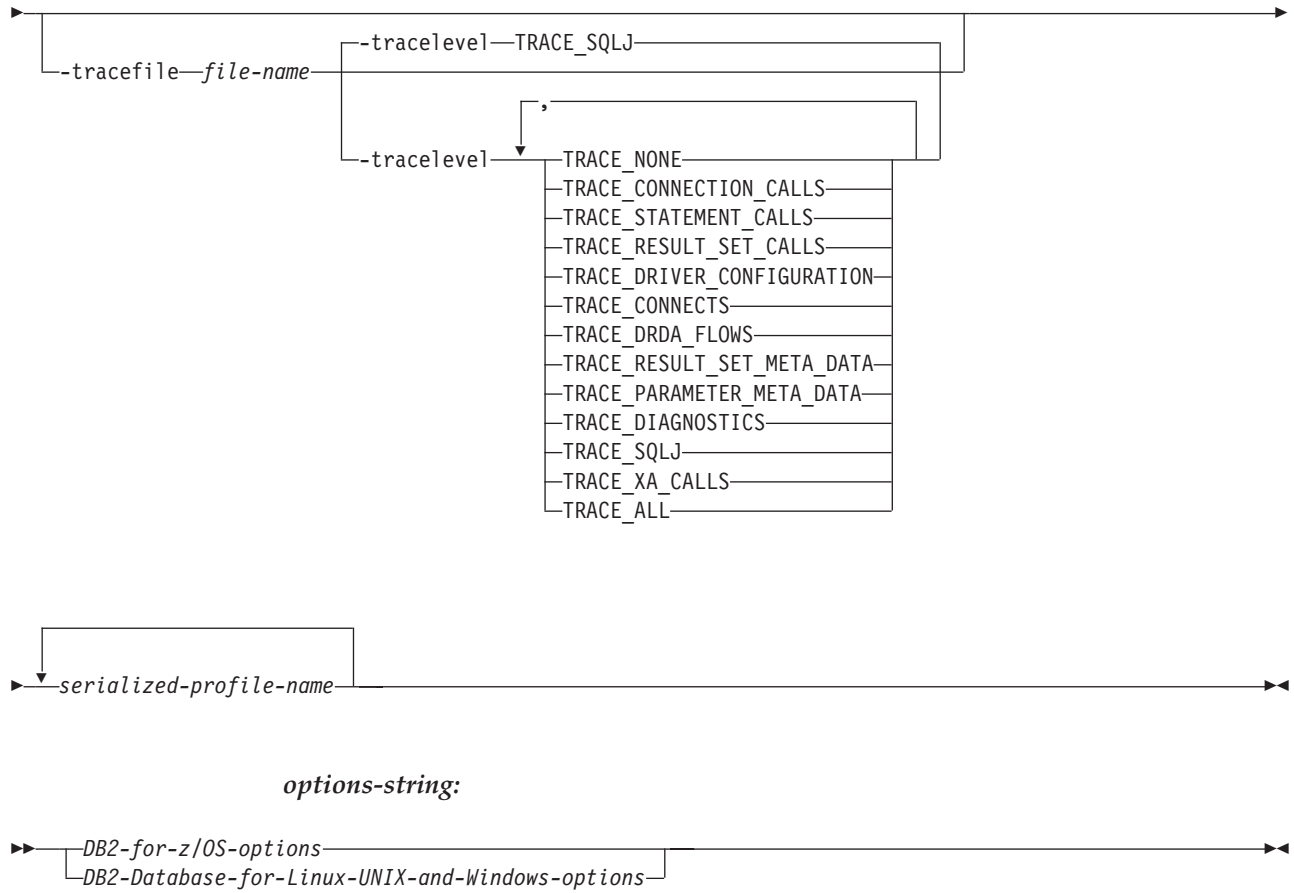 -tracelevel TRACE_SQLJ
-tracefile file-name
,
-tracelevel TRACE_NONE
TRACE_CONNECTION_CALLS
TRACE_STATEMENT_CALLS
TRACE_RESULT_SET_CALLS
TRACE_DRIVER_CONFIGURATION
TRACE_CONNECTS
TRACE_DRDA_FLOWS
TRACE_RESULT_SET_META_DATA
TRACE_PARAMETER_META_DATA
TRACE_DIAGNOSTICS
TRACE_SQLJ
TRACE_XA_CALLS
TRACE_ALL
serialized-profile-name
options-string:
DB2-for-z/OS-options
DB2-Database-for-Linux-UNIX-and-Windows-options